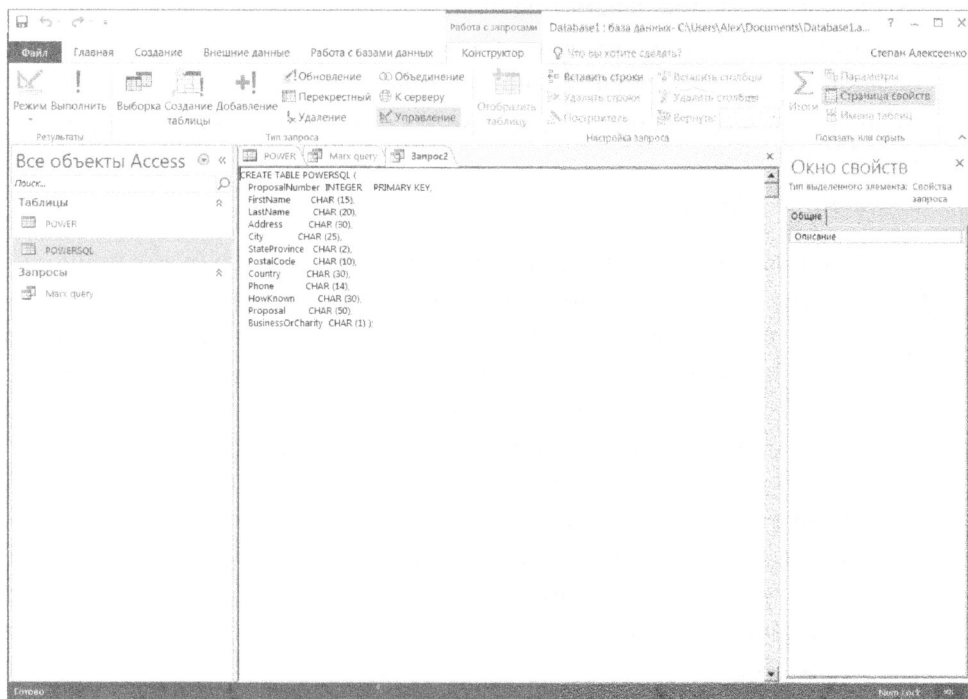 Работа с запросами
Database1 : база данных- C:\Users\Alex\Documents\Database1.a...
? – □ ×
Файл Главная Создание Внешние данные Работа с базами данных Конструктор Что вы хотите сделать? Степан Алексеенко
Режим Выполнить Выборка Создание таблицы Добавление
Обновление Объединение
Перекрестный К серверу
Удаление Управление
Отобразить таблицу
Вставить строки Вставить столбцы
Удалить строки Удалить столбцы
Построитель Вернуть:
Итоги
Параметры
Страница свойств
Имена таблиц
Результаты Тип запроса Настройка запроса Показать или скрыть
Все объекты Access
Поиск...
Таблицы
POWER
POWERSQL
Запросы
Marx query
POWER Marx query Запрос2
CREATE TABLE POWERSQL (
ProposalNumber INTEGER PRIMARY KEY,
FirstName CHAR (15),
LastName CHAR (20),
Address CHAR (30),
City CHAR (25),
StateProvince CHAR (2),
PostalCode CHAR (10),
Country CHAR (30),
Phone CHAR (14),
HowKnown CHAR (30),
Proposal CHAR (50),
BusinessOrCharity CHAR (1) );
Окно свойств
Тип выделенного элемента: Свойства запроса
Общие
Описание
Готово
Num Lock